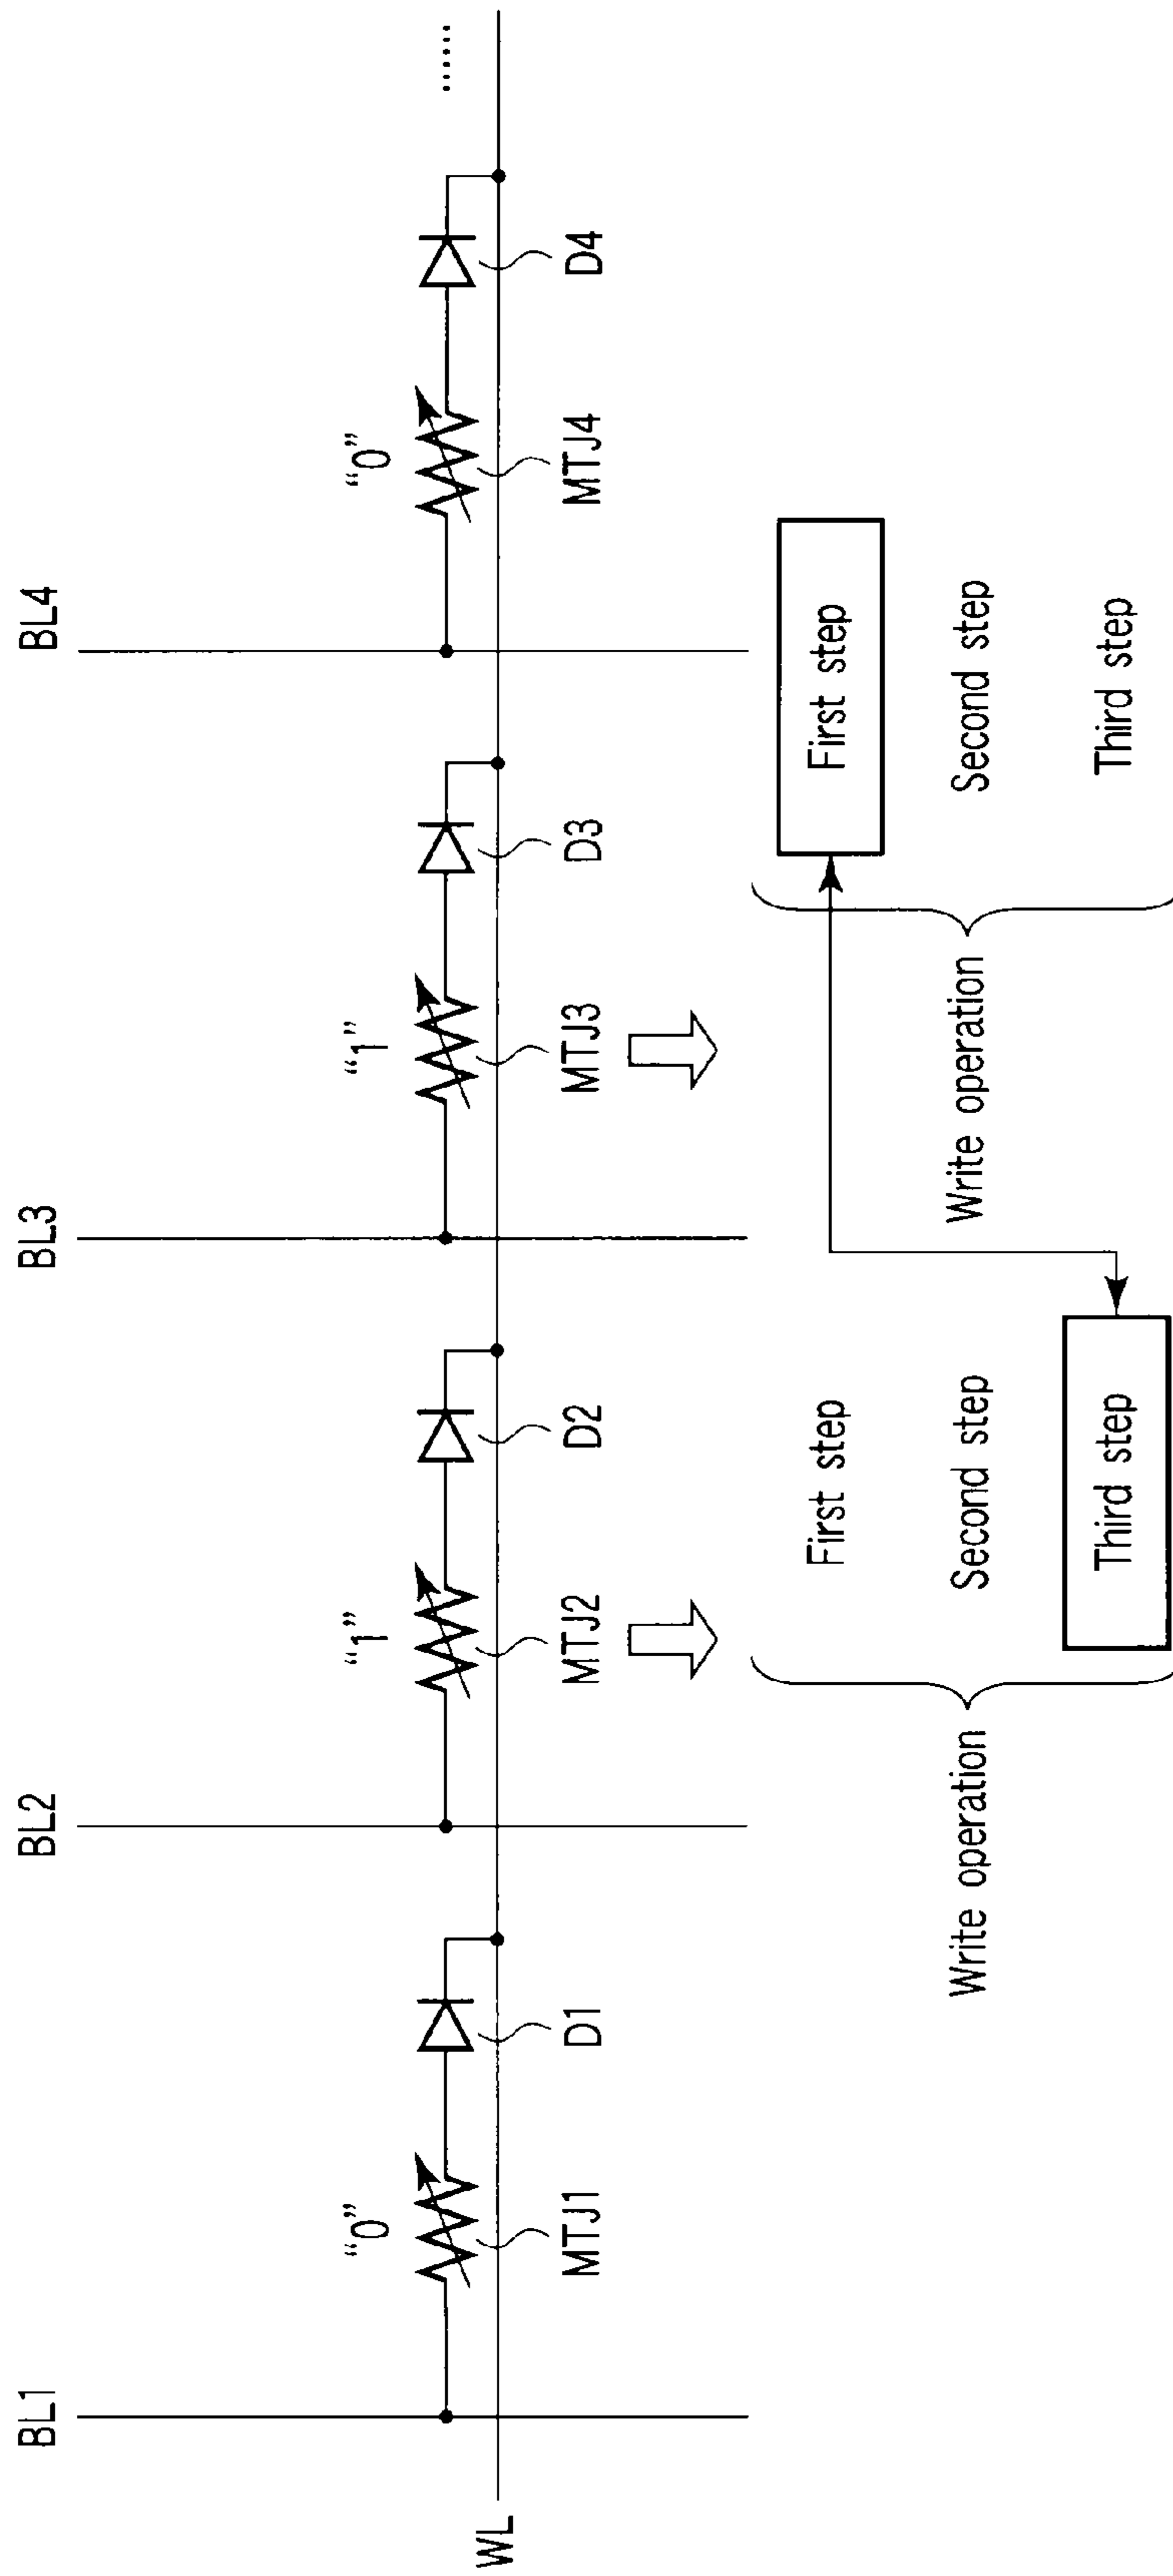 BL1
BL2
BL3
BL4
“0”
“1”
“1”
“0”
......
WL
MTJ1
D1
MTJ2
D2
MTJ3
D3
MTJ4
D4
Write operation
First step
Second step
Third step
Write operation
First step
Second step
Third step